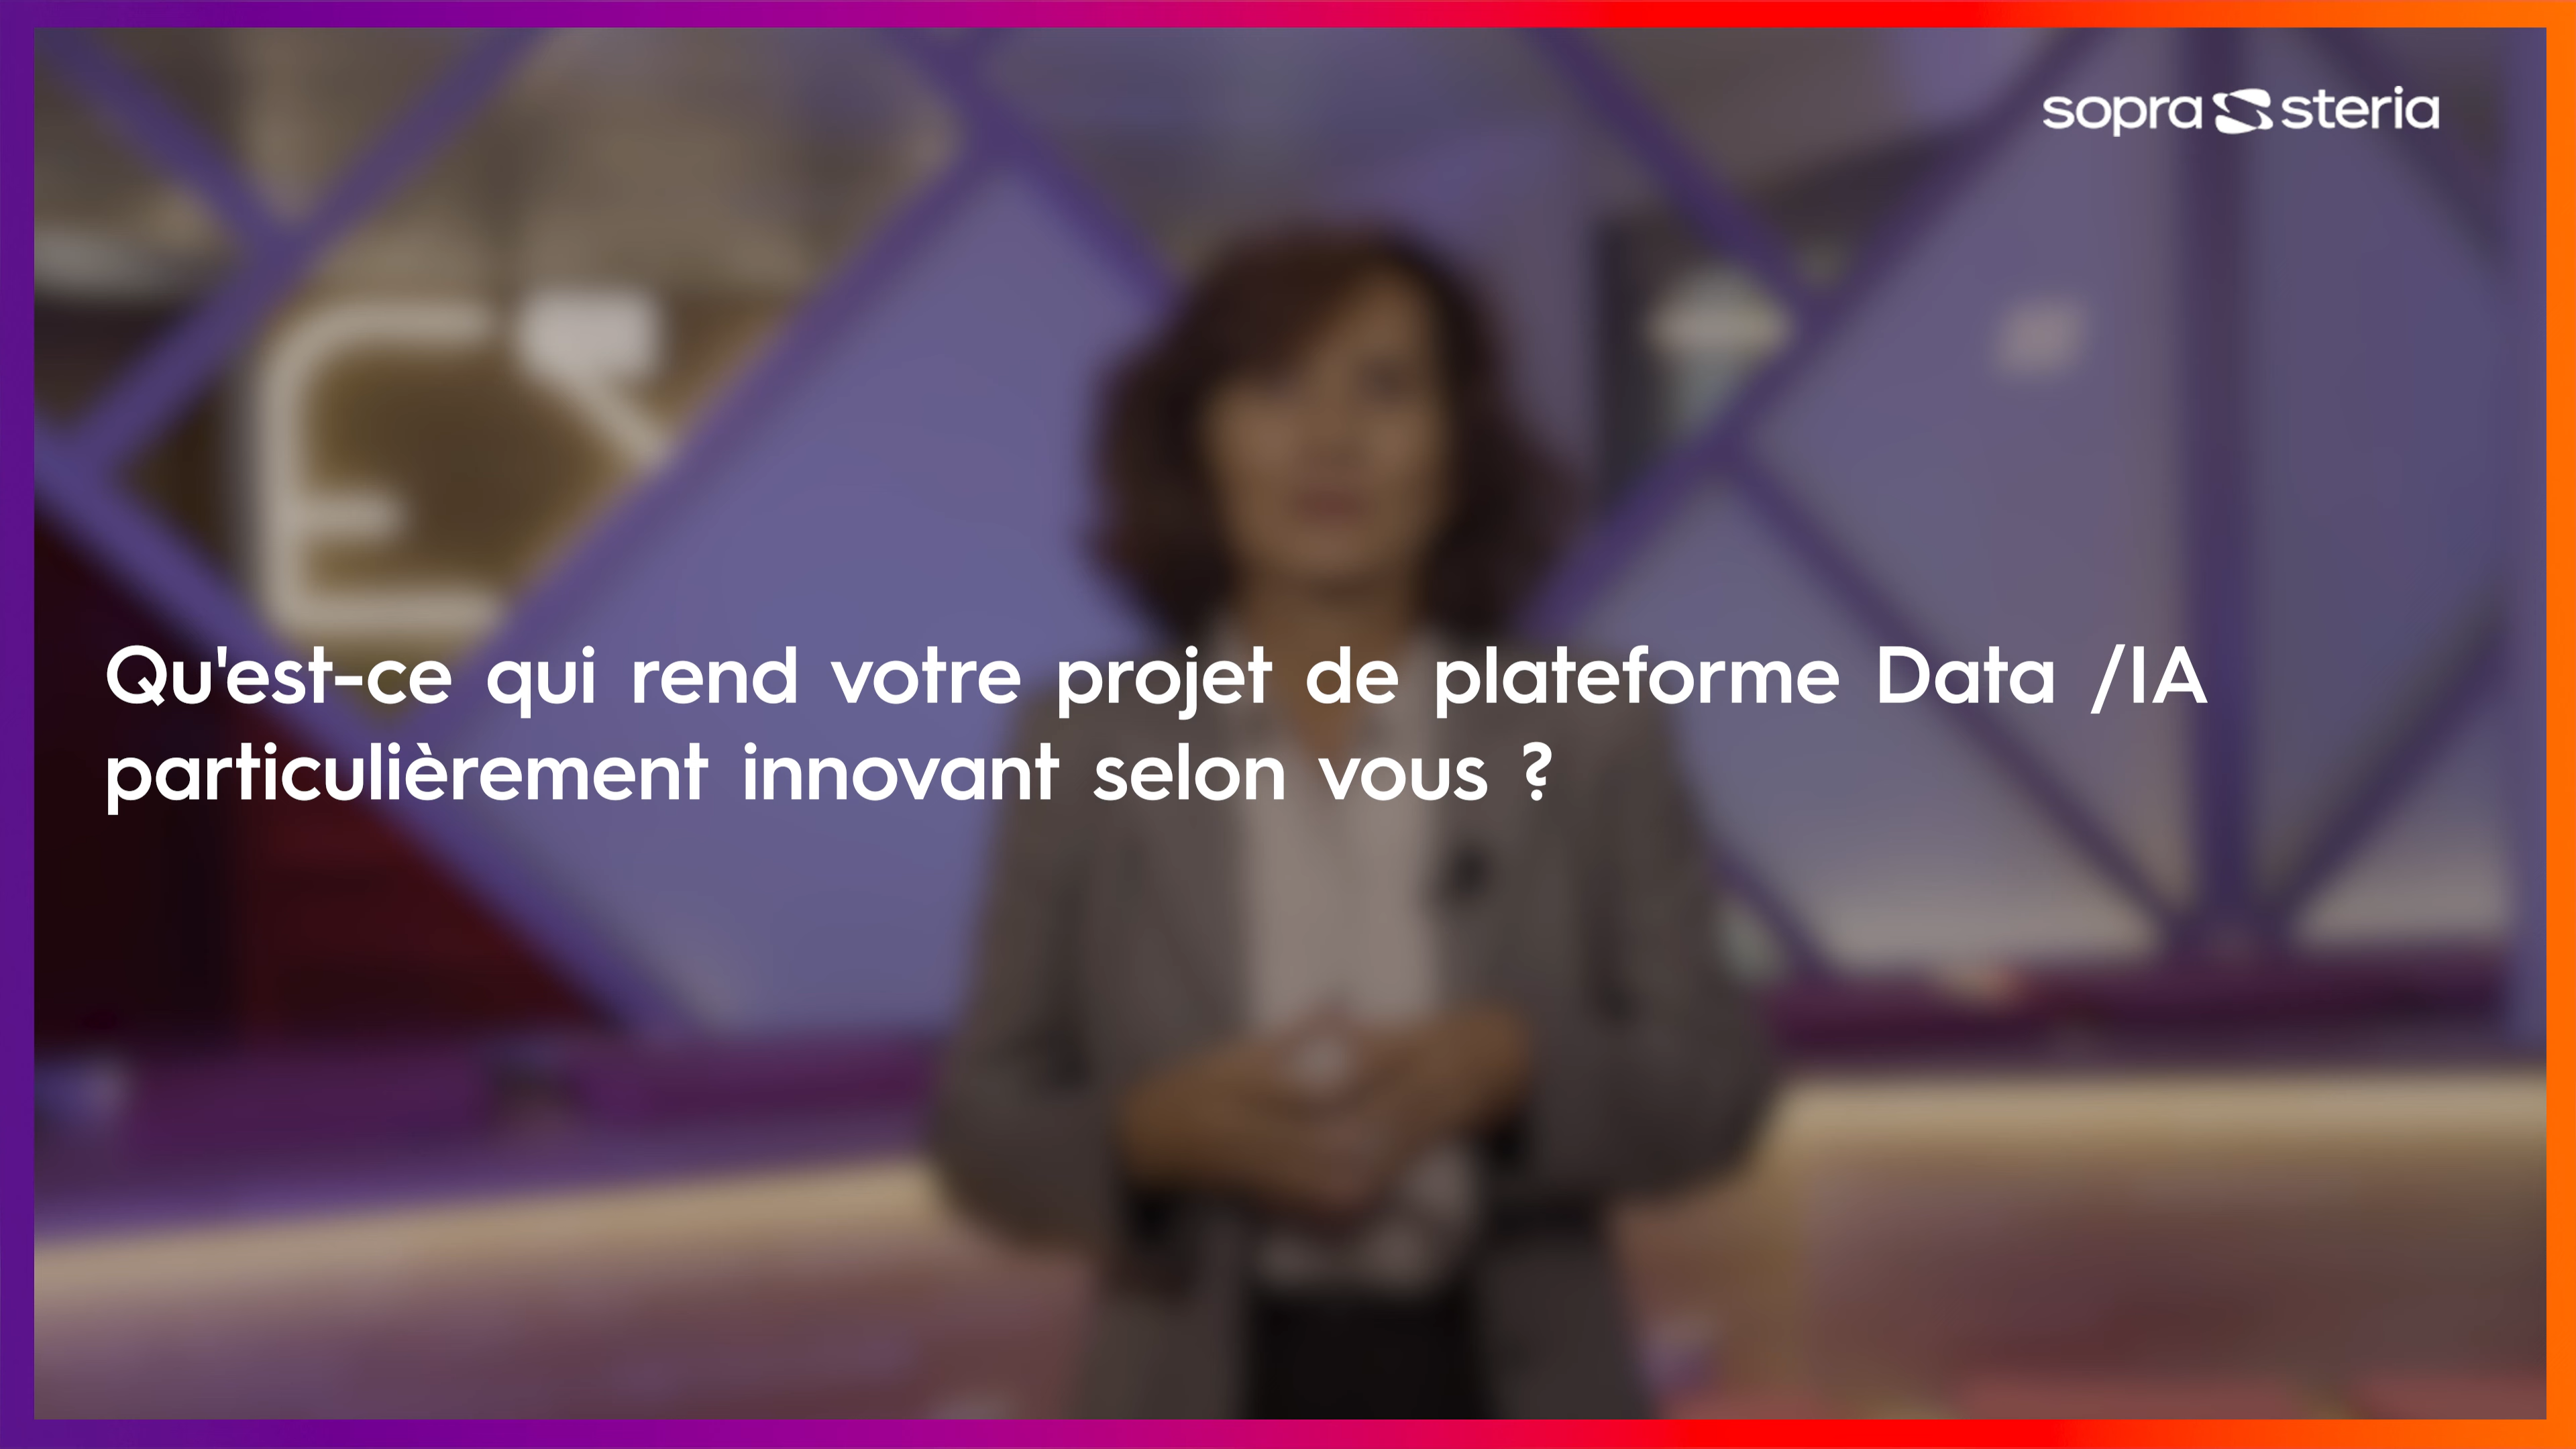 sopra steria
Qu'est-ce qui rend votre projet de plateforme Data /IA
particulièrement innovant selon vous ?